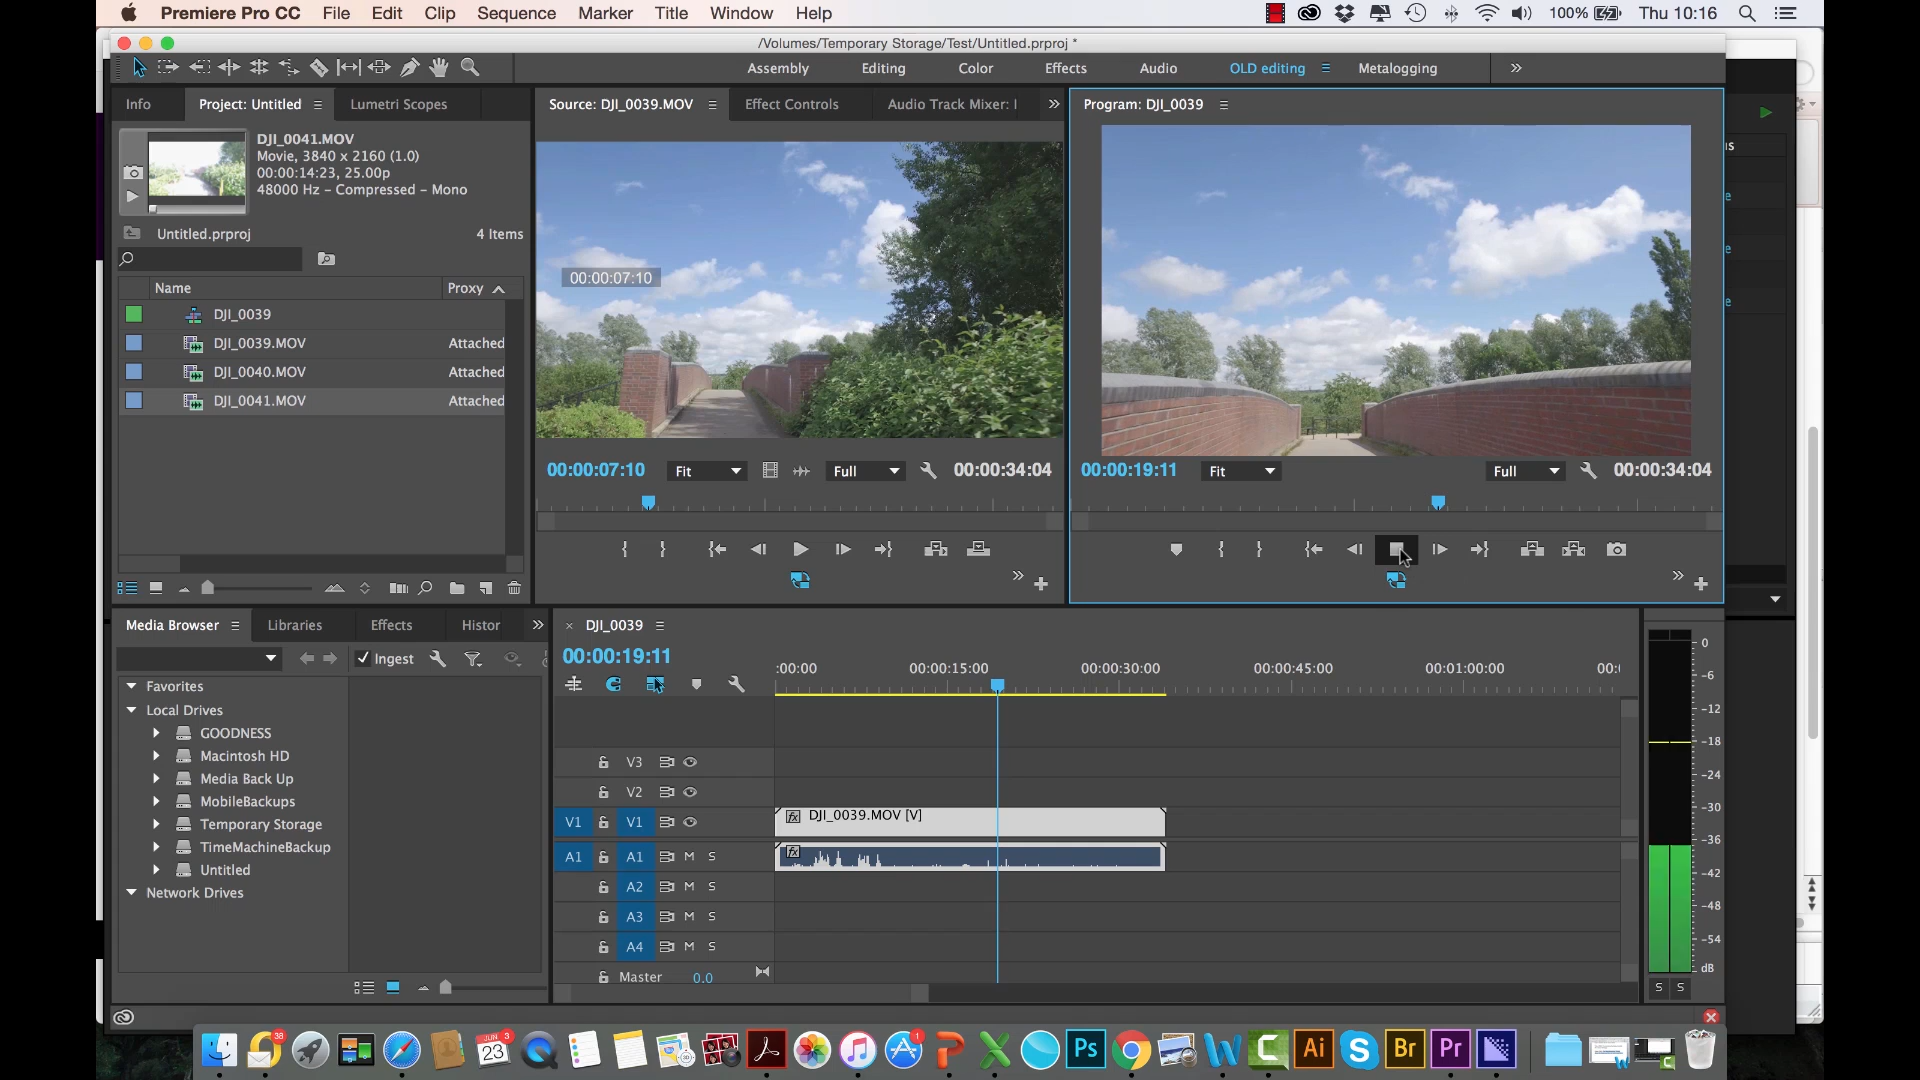 Premiere Pro CC File Edit Clip Sequence Marker Title Window Help 100% Thu 10:16
/Volumes/Temporary Storage/Test/Untitled.prproj *
Assembly Editing Color Effects Audio OLD editing Metalogging
Info Project: Untitled Lumetri Scopes
DJI_0041.MOV
Movie, 3840 x 2160 (1.0)
00:00:14:23, 25.00p
48000 Hz - Compressed - Mono
Untitled.prproj 4 Items
Name Proxy
DJI_0039
DJI_0039.MOV Attached
DJI_0040.MOV Attached
DJI_0041.MOV Attached
Source: DJI_0039.MOV Effect Controls Audio Track Mixer:
00:00:07:10
00:00:07:10 Fit Full 00:00:34:04
Program: DJI_0039
00:00:19:11 Fit Full 00:00:34:04
Media Browser Libraries Effects Histor
Ingest
Favorites
Local Drives
GOODNESS
Macintosh HD
Media Back Up
MobileBackups
Temporary Storage
TimeMachineBackup
Untitled
Network Drives
DJI_0039
00:00:19:11
:00:00 00:00:15:00 00:00:30:00 00:00:45:00 00:01:00:00 00:
V3
V2
V1 V1 fx DJI_0039.MOV [V]
A1 A1 M S fx
A2 M S
A3 M S
A4 M S
Master 0.0
0
-6
-12
-18
-24
-30
-36
-42
-48
-54
dB
S S
38 JUN 23 3 1 Ps Ai Br Pr